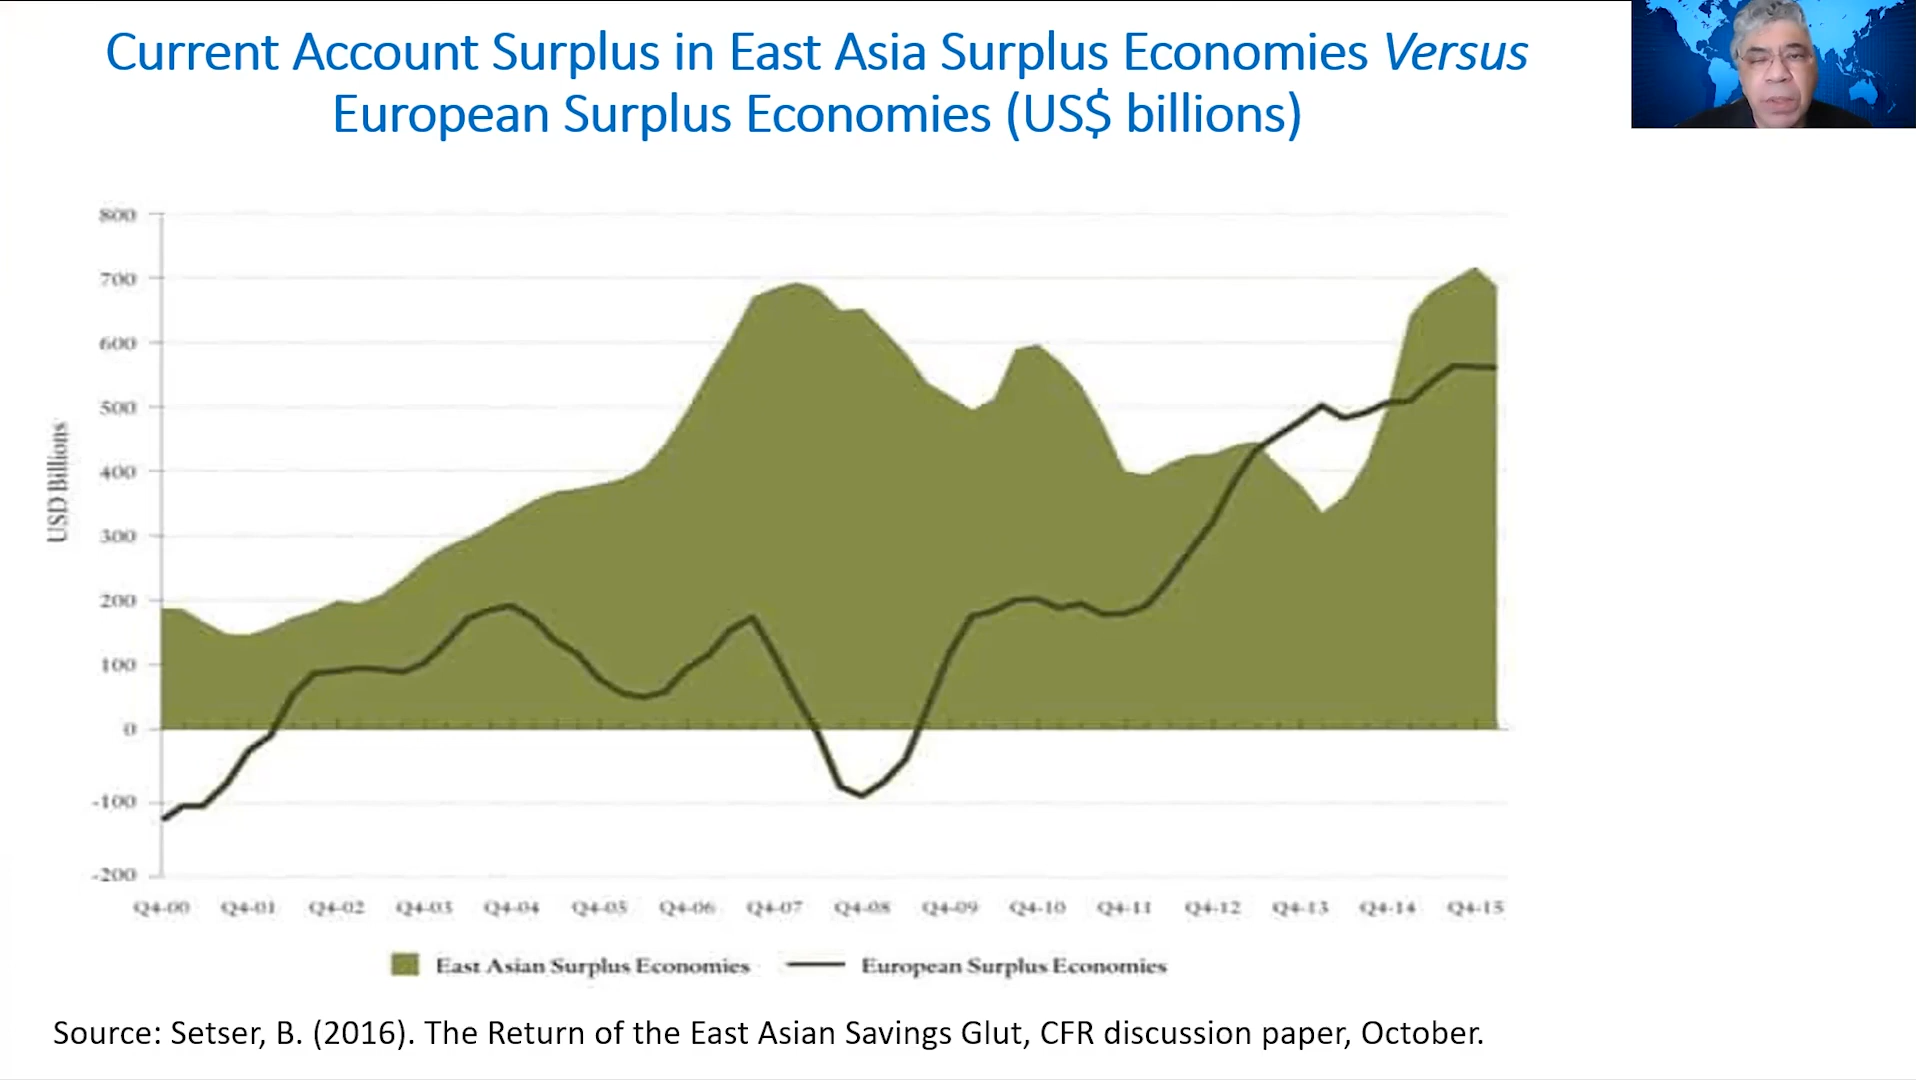 Current Account Surplus in East Asia Surplus Economies Versus
European Surplus Economies (US$ billions)
800
700
600
500
400
300
200
100
0
-100
-200
USD Billions
Q4-00 Q4-01 Q4-02 Q4-03 Q4-04 Q4-05 Q4-06 Q4-07 Q4-08 Q4-09 Q4-10 Q4-11 Q4-12 Q4-13 Q4-14 Q4-15
East Asian Surplus Economies European Surplus Economies
Source: Setser, B. (2016). The Return of the East Asian Savings Glut, CFR discussion paper, October.